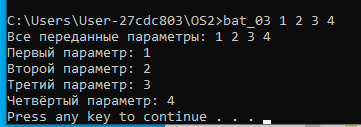 C:\Users\User-27cdc803\OS2>bat_03 1 2 3 4
Все переданные параметры: 1 2 3 4
Первый параметр: 1
Второй параметр: 2
Третий параметр: 3
Четвёртый параметр: 4
Press any key to continue . . .